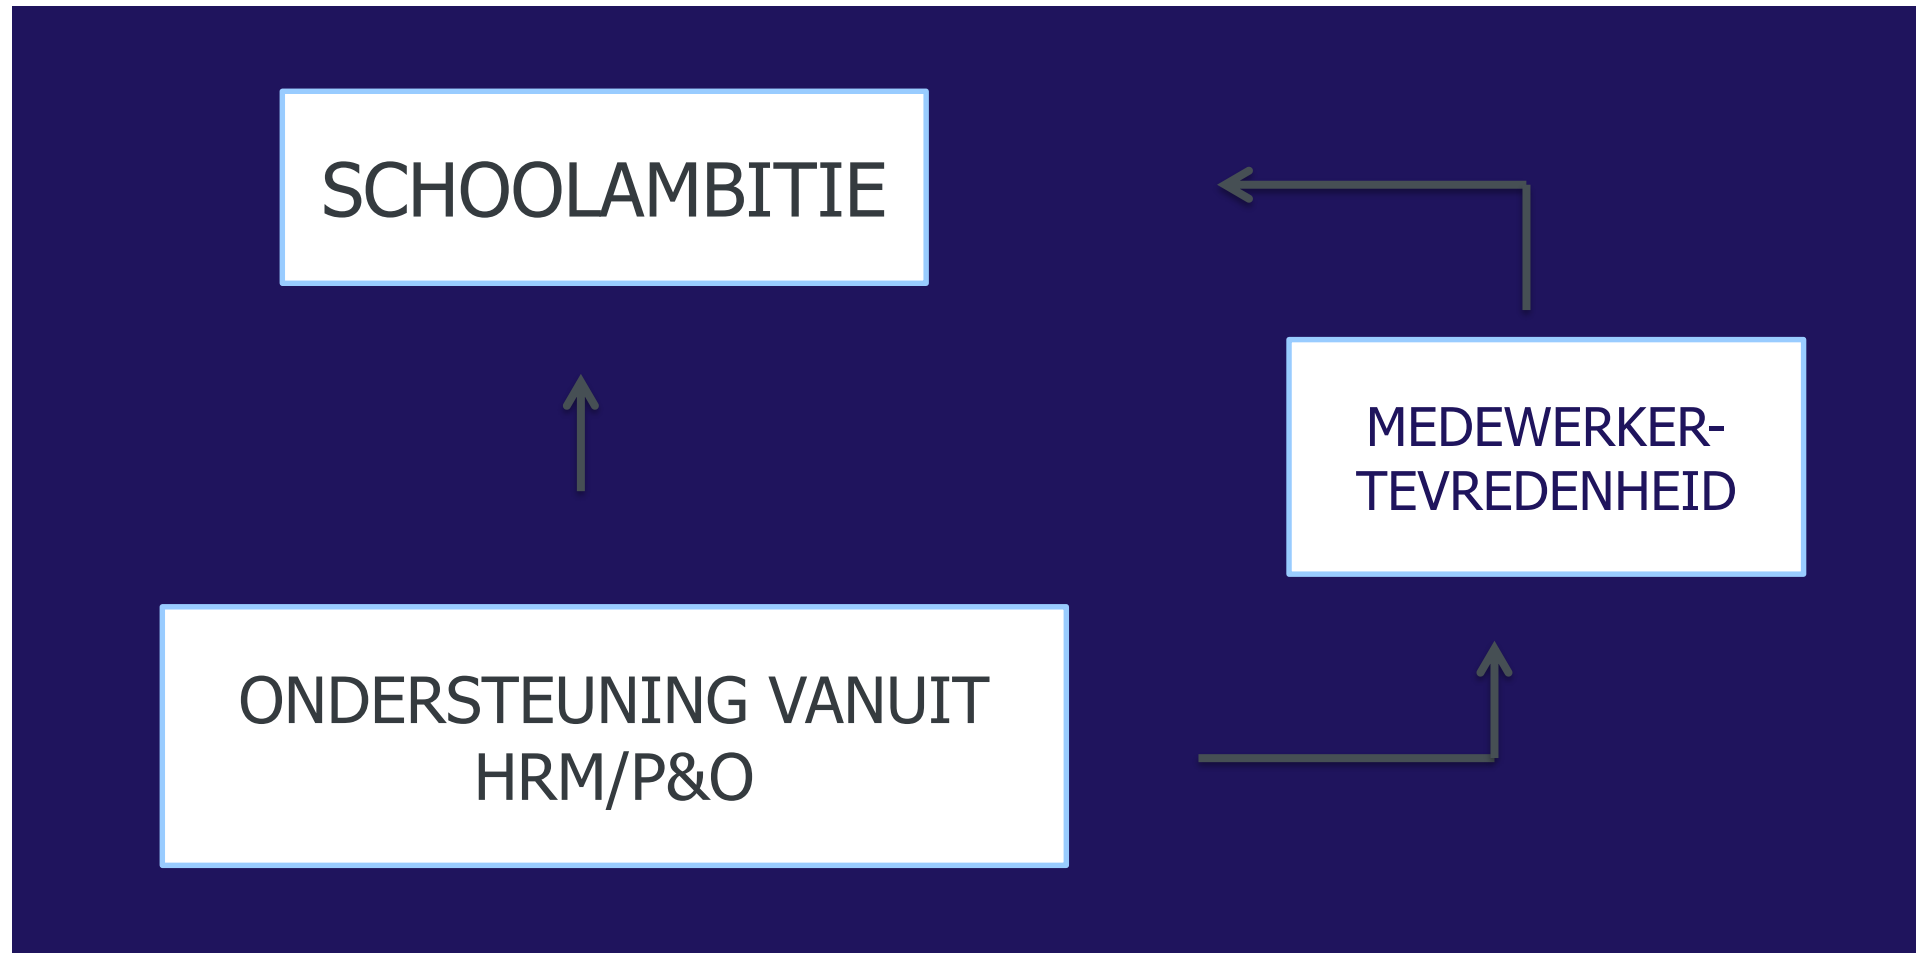 SCHOOLAMBITIE
MEDEWERKER-
TEVREDENHEID
ONDERSTEUNING VANUIT
HRM/P&O